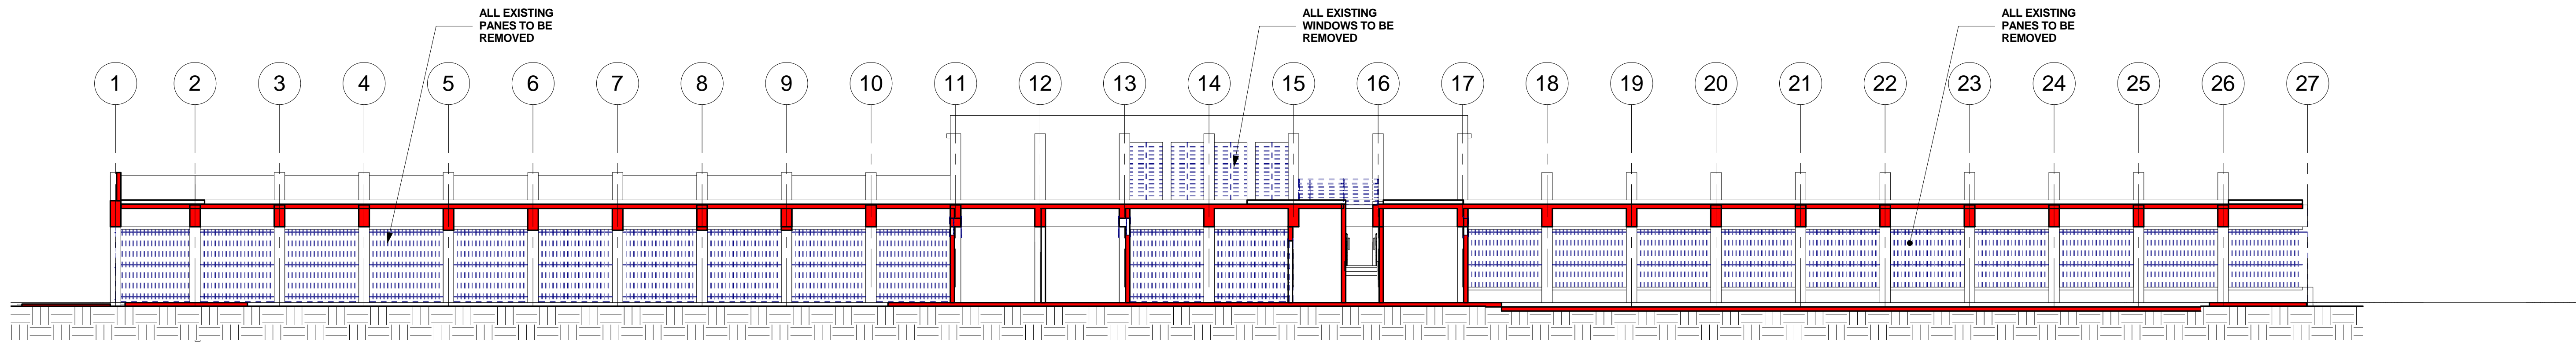 ALL EXISTING
PANES TO BE
REMOVED
ALL EXISTING
WINDOWS TO BE
REMOVED
ALL EXISTING
PANES TO BE
REMOVED
1 2 3 4 5 6 7 8 9 10 11 12 13 14 15 16 17 18 19 20 21 22 23 24 25 26 27